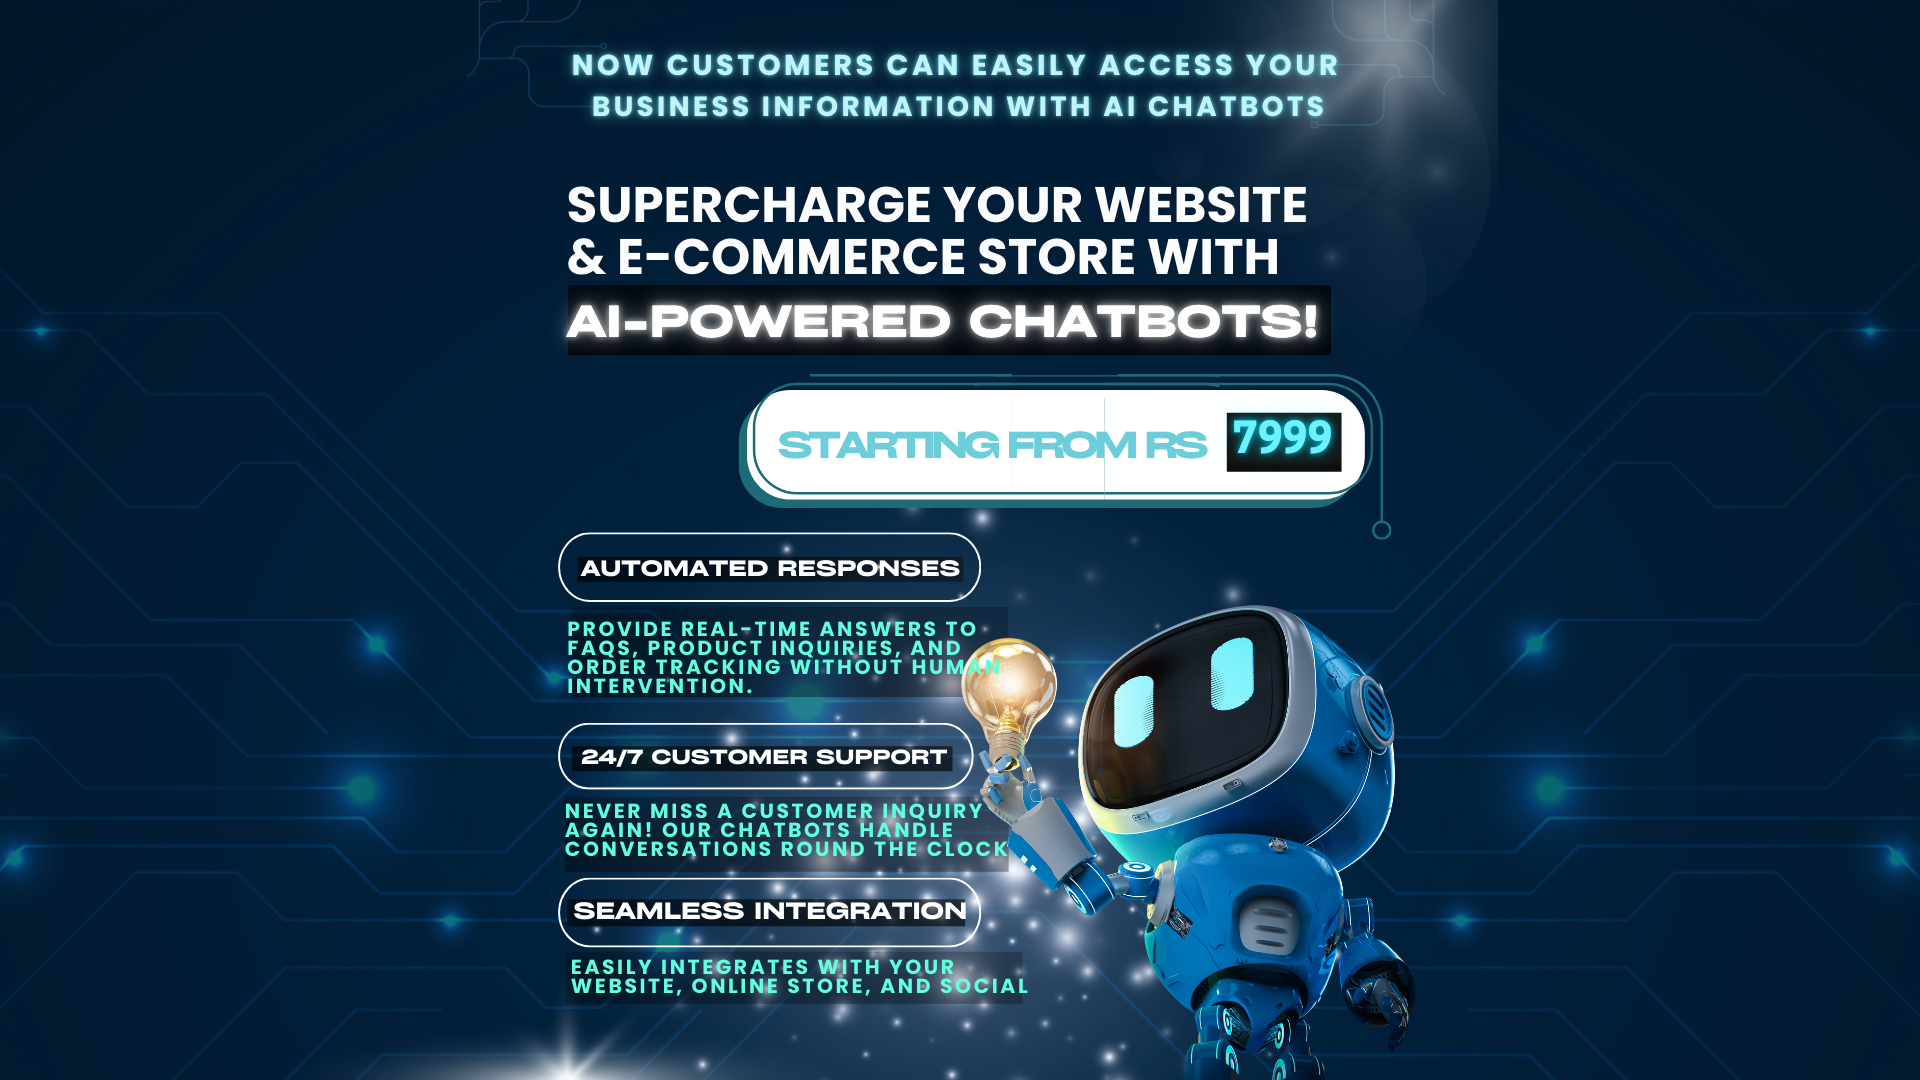 NOW CUSTOMERS CAN EASILY ACCESS YOUR
BUSINESS INFORMATION WITH AI CHATBOTS
SUPERCHARGE YOUR WEBSITE
& E-COMMERCE STORE WITH
AI-POWERED CHATBOTS!
STARTING FROM RS 7999
AUTOMATED RESPONSES
PROVIDE REAL-TIME ANSWERS TO
FAQS, PRODUCT INQUIRIES, AND
ORDER TRACKING WITHOUT HUMAN
INTERVENTION.
24/7 CUSTOMER SUPPORT
NEVER MISS A CUSTOMER INQUIRY
AGAIN! OUR CHATBOTS HANDLE
CONVERSATIONS ROUND THE CLOCK
SEAMLESS INTEGRATION
EASILY INTEGRATES WITH YOUR
WEBSITE, ONLINE STORE, AND SOCIAL